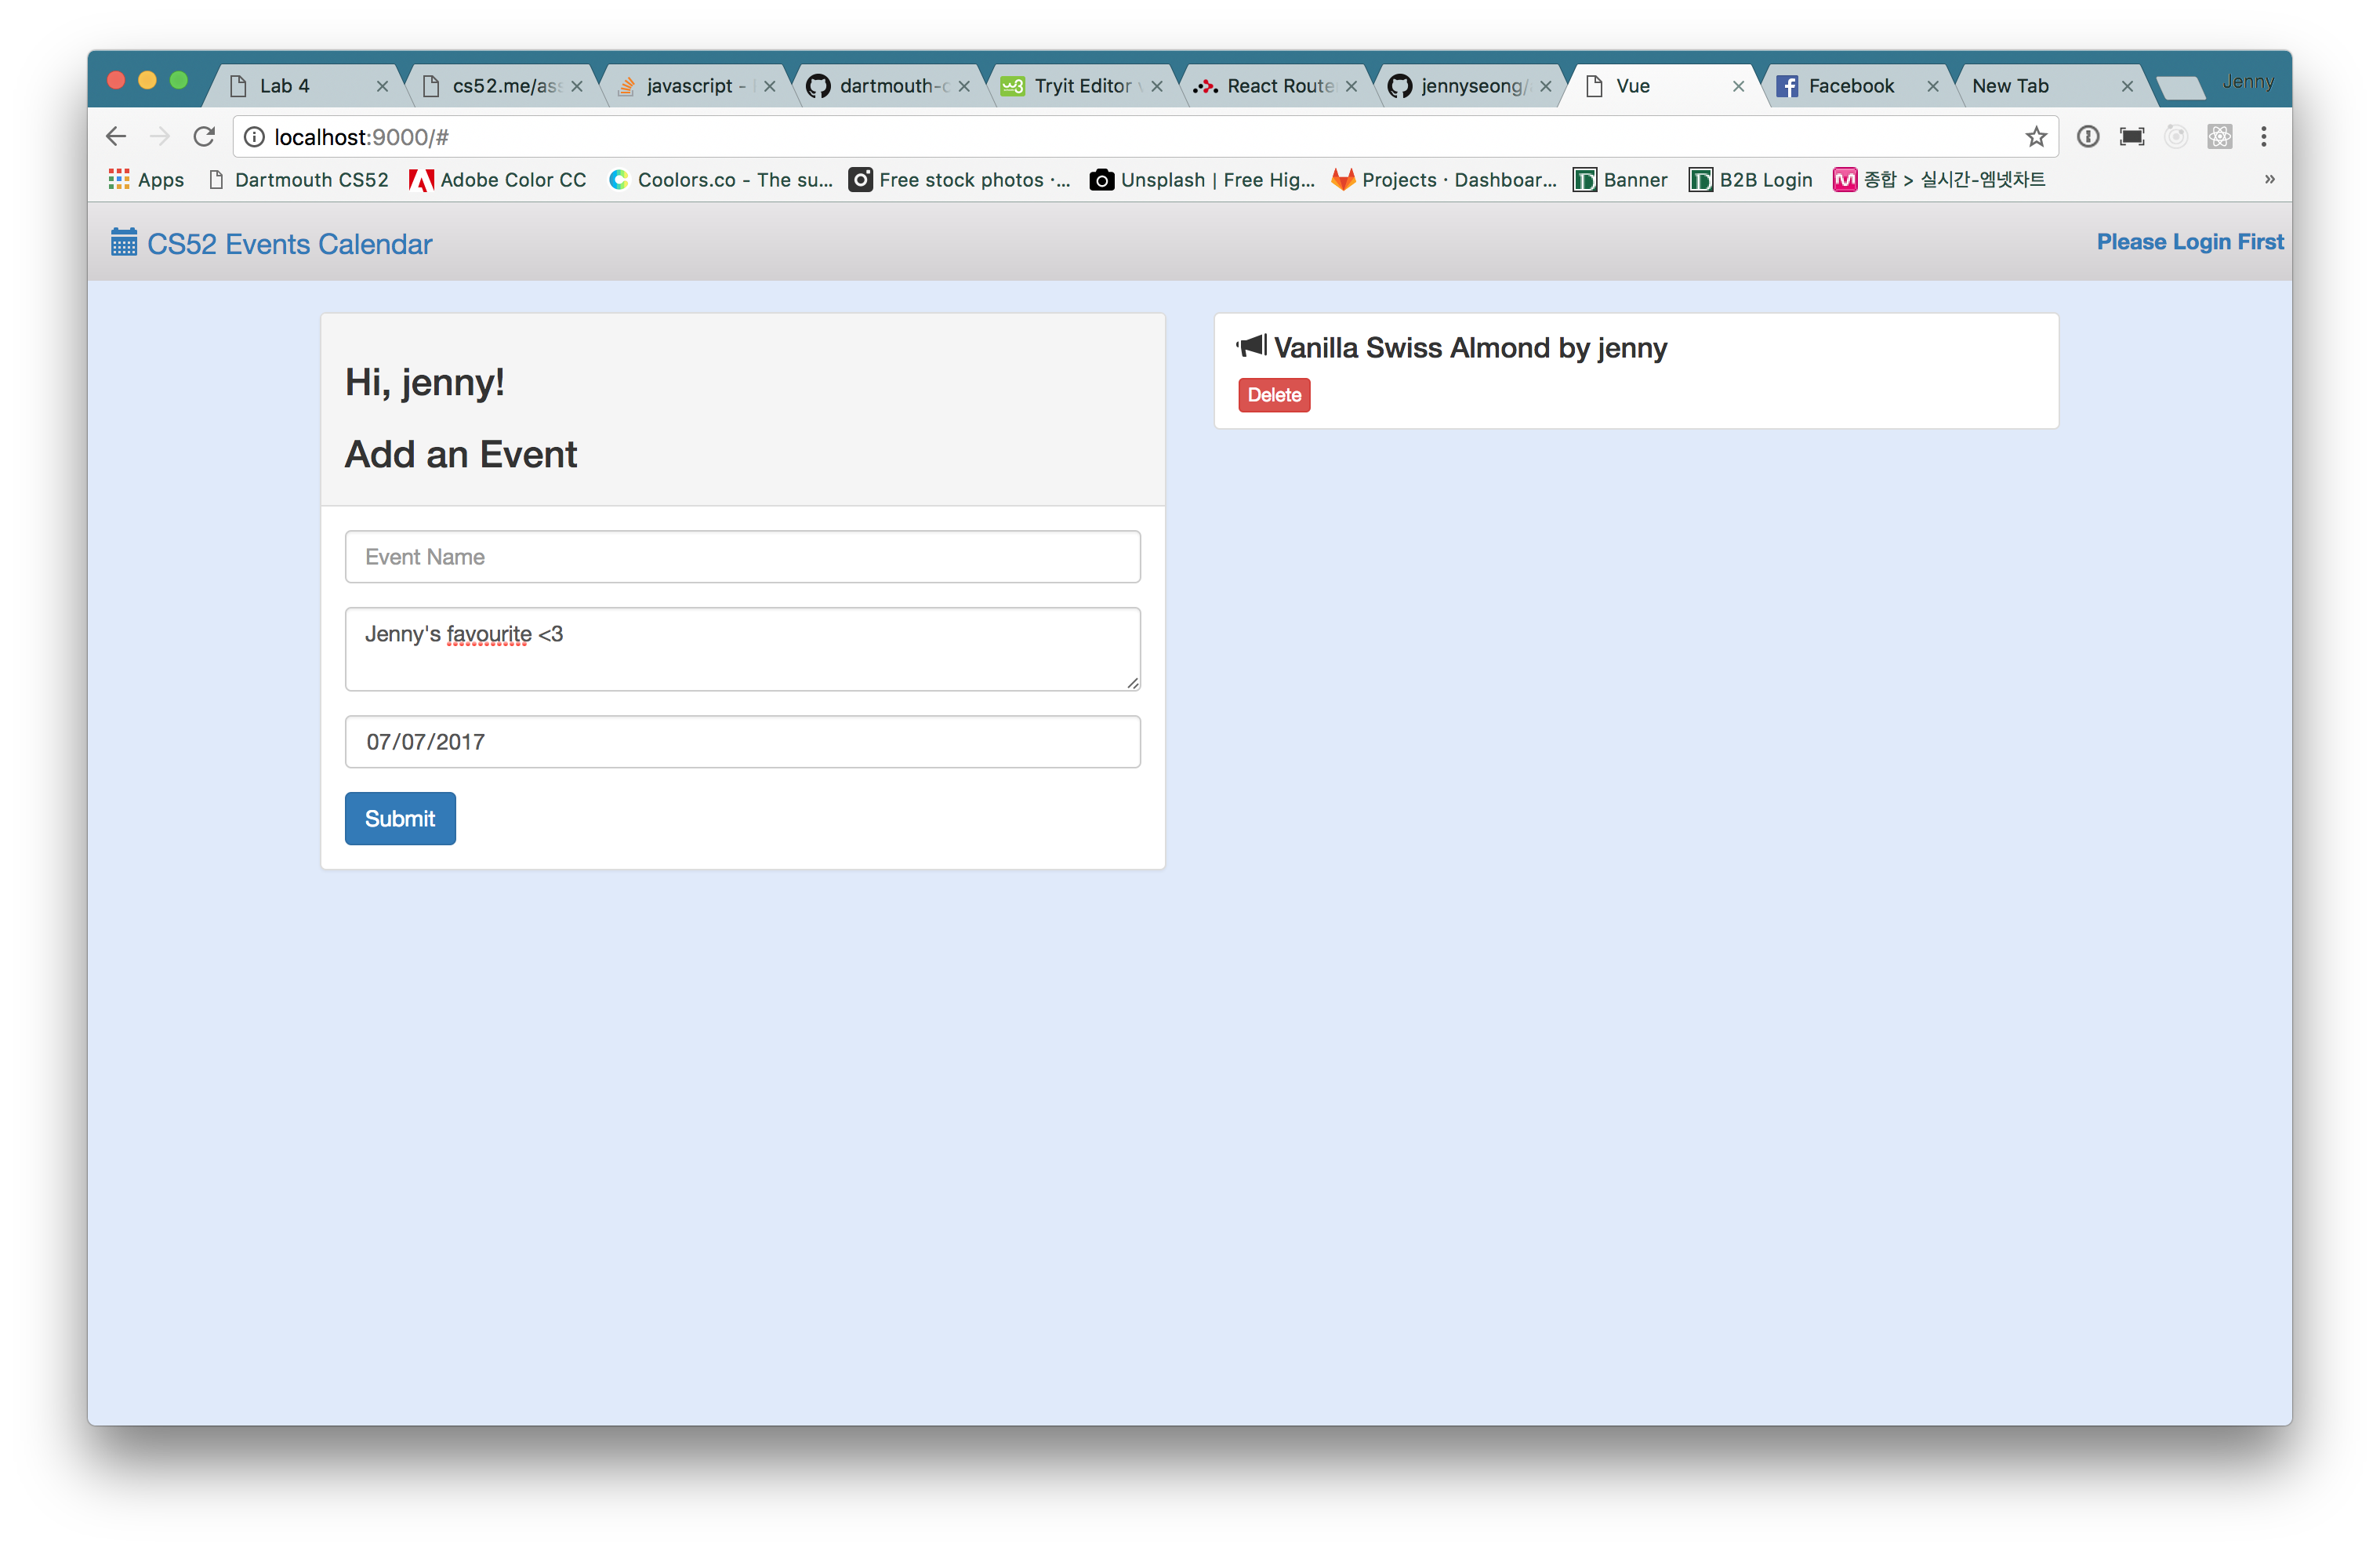 Lab 4
cs52.me/ass
javascript -
dartmouth-c
Tryit Editor
React Route
jennyseong/
Vue
Facebook
New Tab
Jenny
localhost:9000/#
Apps
Dartmouth CS52
Adobe Color CC
Coolors.co - The su...
Free stock photos ·...
Unsplash | Free Hig...
Projects · Dashboar...
Banner
B2B Login
종합 > 실시간-엠넷차트
»
CS52 Events Calendar
Please Login First
Hi, jenny!
Add an Event
Event Name
Jenny's favourite <3
07/07/2017
Submit
Vanilla Swiss Almond by jenny
Delete